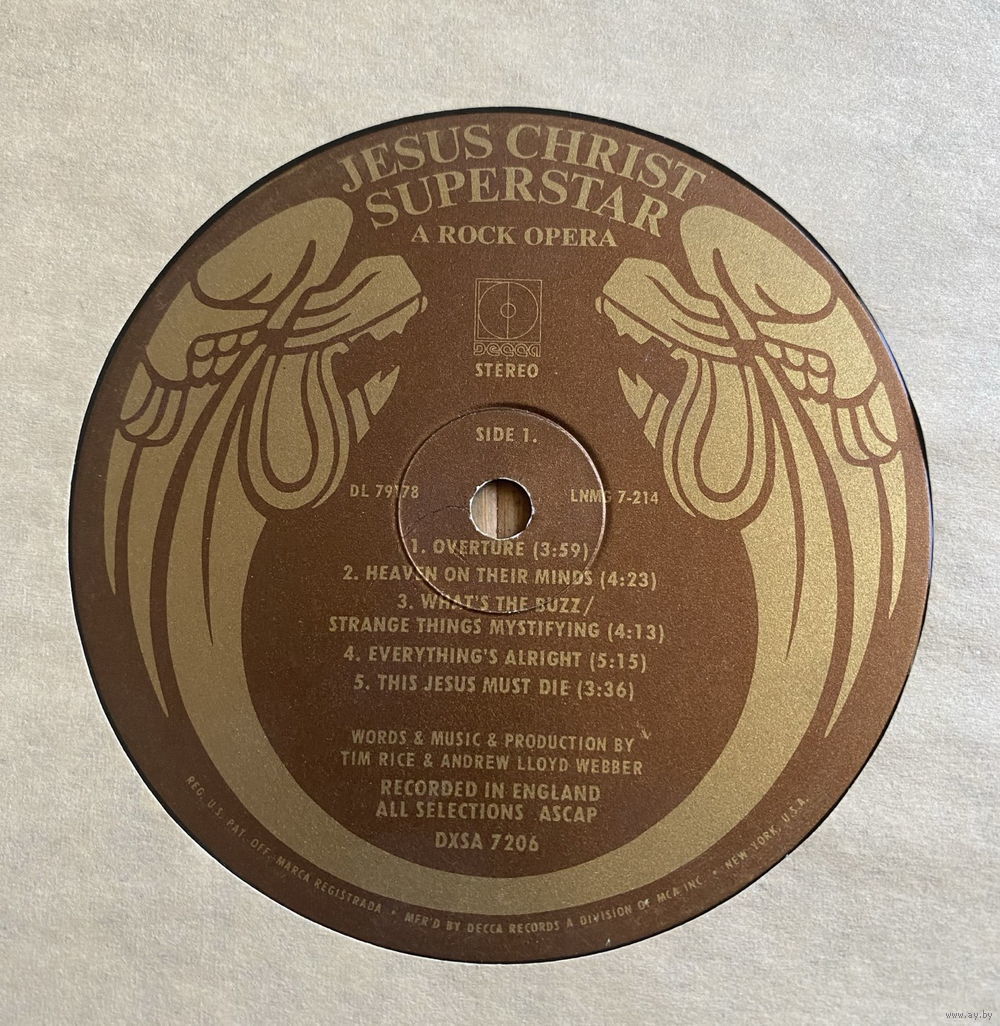 JESUS CHRIST
SUPERSTAR
A ROCK OPERA
DECCA
STEREO
SIDE 1.
DL 79178
LNMG 7-214
1. OVERTURE (3:59)
2. HEAVEN ON THEIR MINDS (4:23)
3. WHAT'S THE BUZZ/
STRANGE THINGS MYSTIFYING (4:13)
4. EVERYTHING'S ALRIGHT (5:15)
5. THIS JESUS MUST DIE (3:36)
WORDS & MUSIC & PRODUCTION BY
TIM RICE & ANDREW LLOYD WEBBER
RECORDED IN ENGLAND
ALL SELECTIONS ASCAP
DXSA 7206
REG. U.S. PAT. OFF. MARCA REGISTRADA • MFR'D BY DECCA RECORDS A DIVISION OF MCA INC. • NEW YORK, U.S.A.
www.ay.by